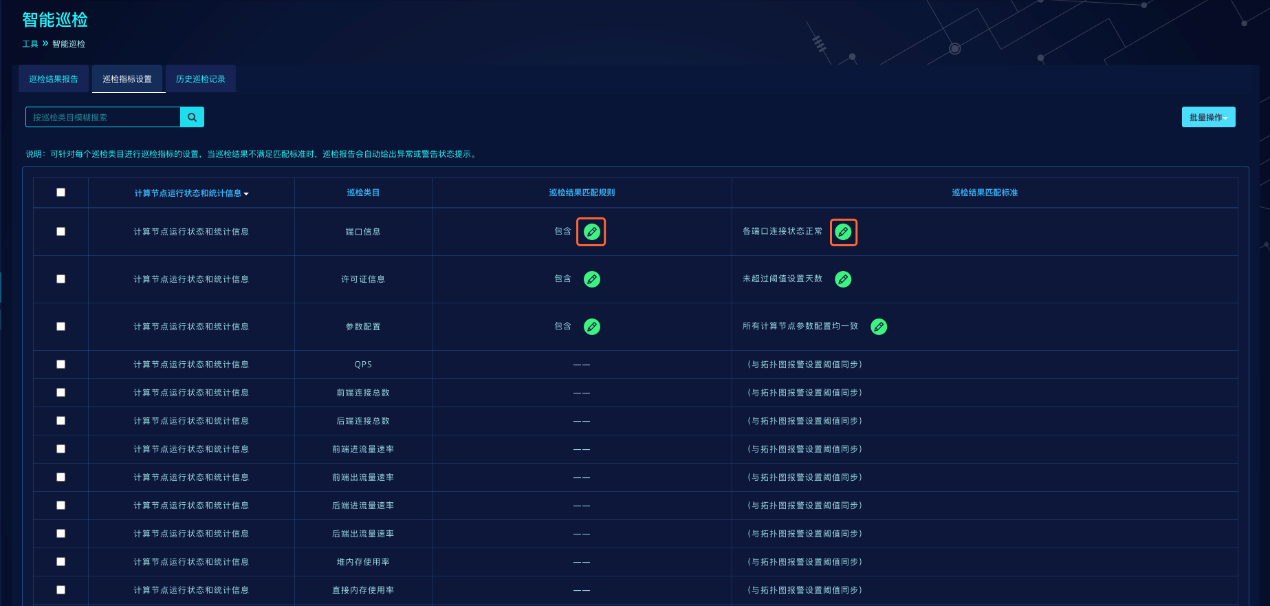 智能巡检
工具 » 智能巡检
巡检结果报告 巡检指标设置 历史巡检记录
按巡检类目模糊搜索 批量操作
说明：可针对每个巡检类目进行巡检指标的设置，当巡检结果不满足匹配标准时，巡检报告会自动给出异常或警告状态提示。
计算节点运行状态和统计信息 巡检类目 巡检结果匹配规则 巡检结果匹配标准
计算节点运行状态和统计信息 端口信息 包含 各端口连接状态正常
计算节点运行状态和统计信息 许可证信息 包含 未超过阈值设置天数
计算节点运行状态和统计信息 参数配置 包含 所有计算节点参数配置均一致
计算节点运行状态和统计信息 QPS —— (与拓扑图报警设置阈值同步)
计算节点运行状态和统计信息 前端连接总数 —— (与拓扑图报警设置阈值同步)
计算节点运行状态和统计信息 后端连接总数 —— (与拓扑图报警设置阈值同步)
计算节点运行状态和统计信息 前端进流量速率 —— (与拓扑图报警设置阈值同步)
计算节点运行状态和统计信息 前端出流量速率 —— (与拓扑图报警设置阈值同步)
计算节点运行状态和统计信息 后端进流量速率 —— (与拓扑图报警设置阈值同步)
计算节点运行状态和统计信息 后端出流量速率 —— (与拓扑图报警设置阈值同步)
计算节点运行状态和统计信息 堆内存使用率 —— (与拓扑图报警设置阈值同步)
计算节点运行状态和统计信息 直接内存使用率 —— (与拓扑图报警设置阈值同步)